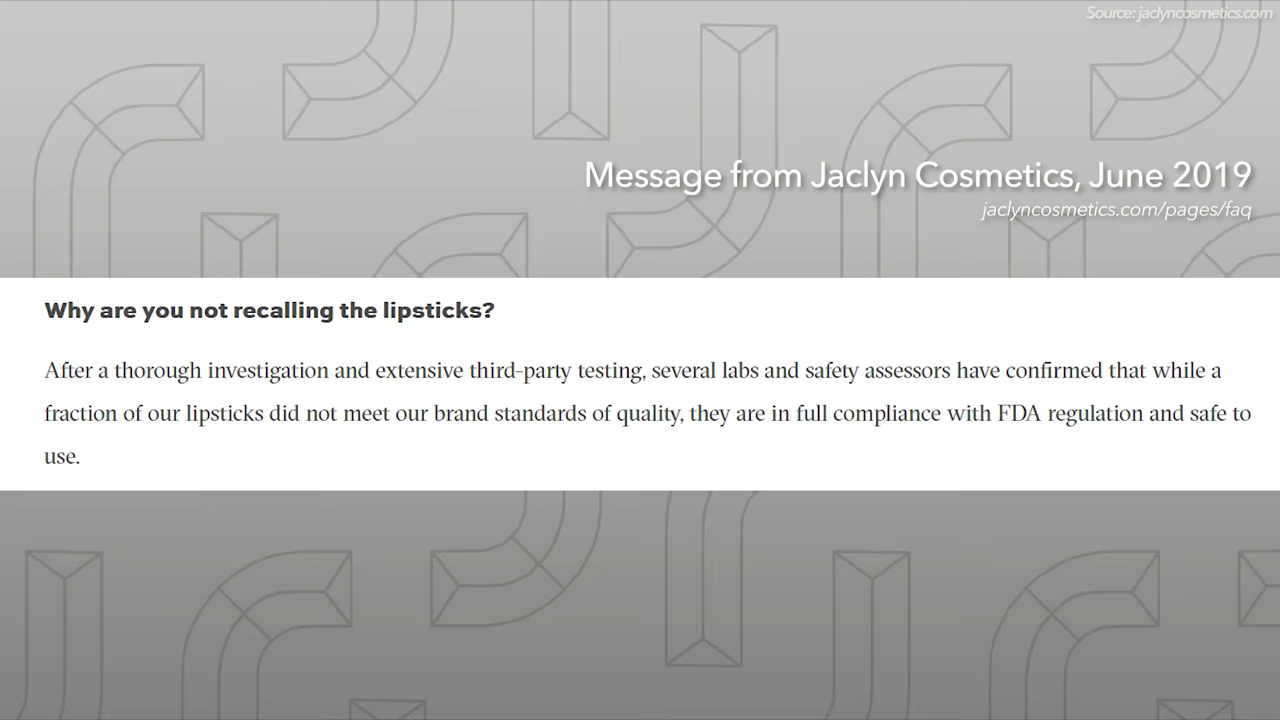 Source: jaclyncosmetics.com
Message from Jaclyn Cosmetics, June 2019
jaclyncosmetics.com/pages/faq
Why are you not recalling the lipsticks?
After a thorough investigation and extensive third-party testing, several labs and safety assessors have confirmed that while a
fraction of our lipsticks did not meet our brand standards of quality, they are in full compliance with FDA regulation and safe to
use.